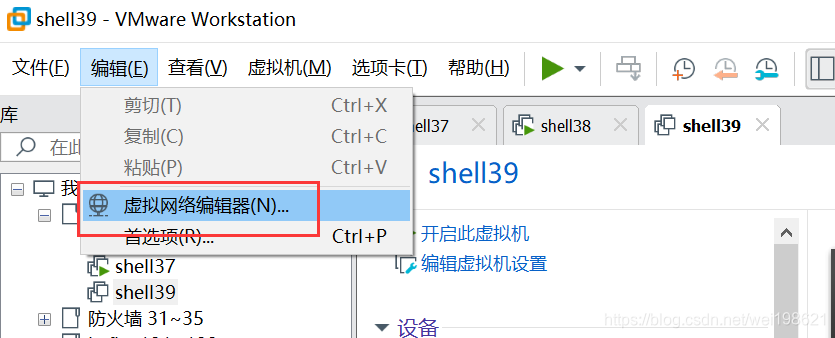 shell39 - VMware Workstation
文件(F) 编辑(E) 查看(V) 虚拟机(M) 选项卡(T) 帮助(H)
剪切(T) Ctrl+X
复制(C) Ctrl+C
粘贴(P) Ctrl+V
虚拟网络编辑器(N)...
首选项(R)... Ctrl+P
库
在此
我
shell37
shell39
防火墙 31~35
shell38
shell39
shell39
开启此虚拟机
编辑虚拟机设置
设备
https://blog.csdn.net/wei198621